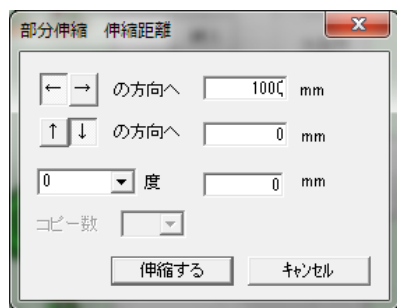 部分伸縮 伸縮距離
← → の方向へ 1000 mm
↑ ↓ の方向へ 0 mm
0 度 0 mm
コピー数
伸縮する キャンセル